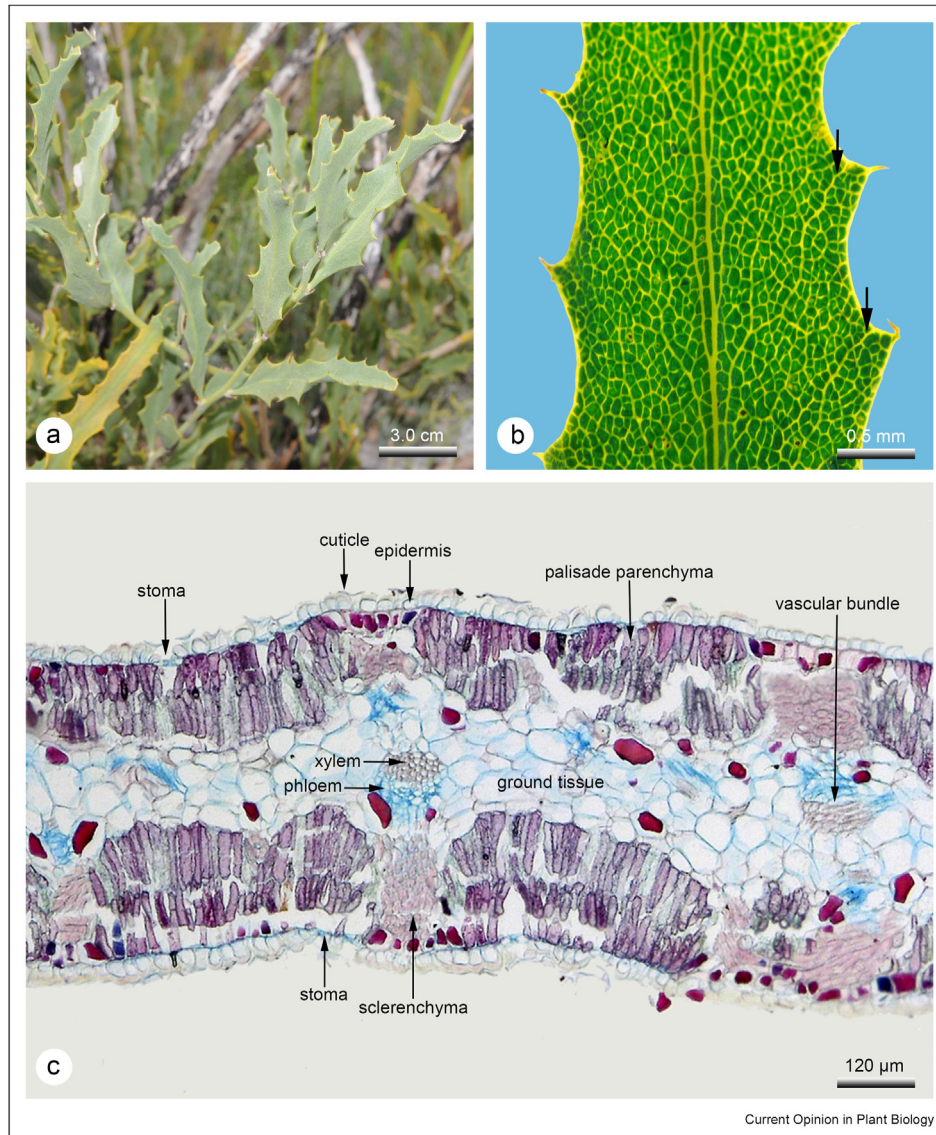 a
3.0 cm
b
0.5 mm
cuticle
epidermis
stoma
palisade parenchyma
vascular bundle
xylem
phloem
ground tissue
stoma
sclerenchyma
c
120 µm
Current Opinion in Plant Biology